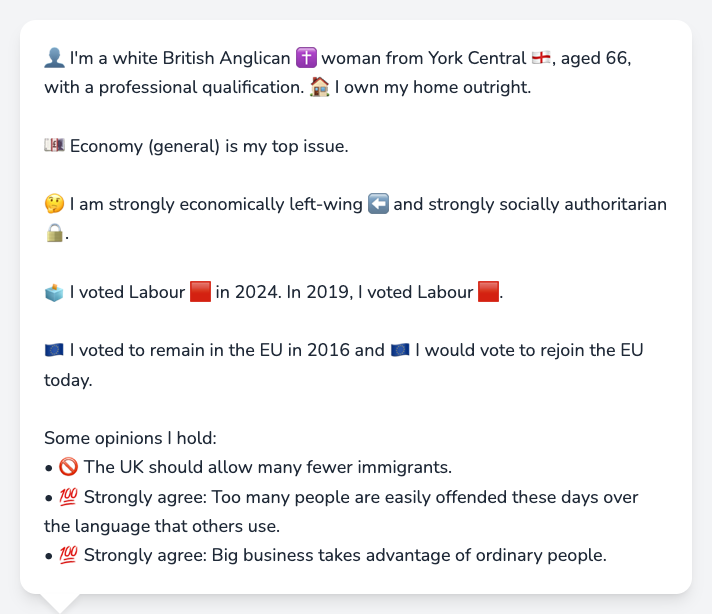 👤 I'm a white British Anglican ✝️ woman from York Central 🏴󠁧󠁢󠁥󠁮󠁧󠁿, aged 66,
with a professional qualification. 🏠 I own my home outright.
💷 Economy (general) is my top issue.
🤔 I am strongly economically left-wing ⬅️ and strongly socially authoritarian
🔒.
🗳️ I voted Labour 🟥 in 2024. In 2019, I voted Labour 🟥.
🇪🇺 I voted to remain in the EU in 2016 and 🇪🇺 I would vote to rejoin the EU
today.
Some opinions I hold:
• 🚫 The UK should allow many fewer immigrants.
• 💯 Strongly agree: Too many people are easily offended these days over
the language that others use.
• 💯 Strongly agree: Big business takes advantage of ordinary people.